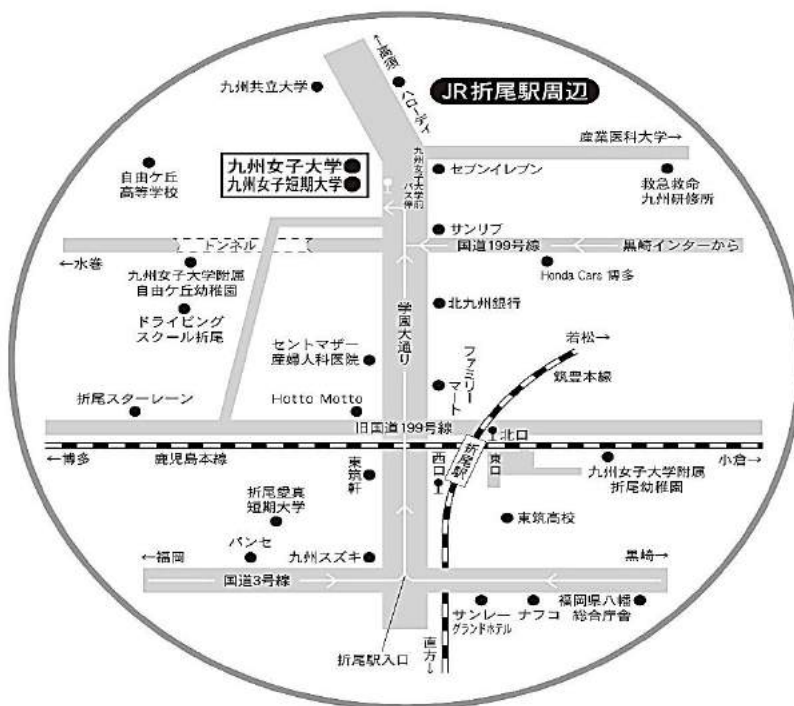 ←芦屋
ハローデイ
JR折尾駅周辺
九州共立大学
産業医科大学→
九州女子大学前
バス停
自由ケ丘
高等学校
九州女子大学
九州女子短期大学
セブンイレブン
救急救命
九州研修所
サンリブ
トンネル
国道199号線
黒崎インターから
←水巻
九州女子大学附属
自由ケ丘幼稚園
Honda Cars 博多
ドライビング
スクール折尾
学園大通り
北九州銀行
若松→
セントマザー
産婦人科医院
ファミリー
マート
筑豊本線
折尾スターレーン
Hotto Motto
旧国道199号線
北口
←博多
鹿児島本線
西口
折尾駅
東口
小倉→
東筑軒
九州女子大学附属
折尾幼稚園
折尾愛真
短期大学
東筑高校
パンセ
←福岡
九州スズキ
黒崎→
国道3号線
サンレー
グランドホテル
ナフコ
福岡県八幡
総合庁舎
折尾駅入口
直方→